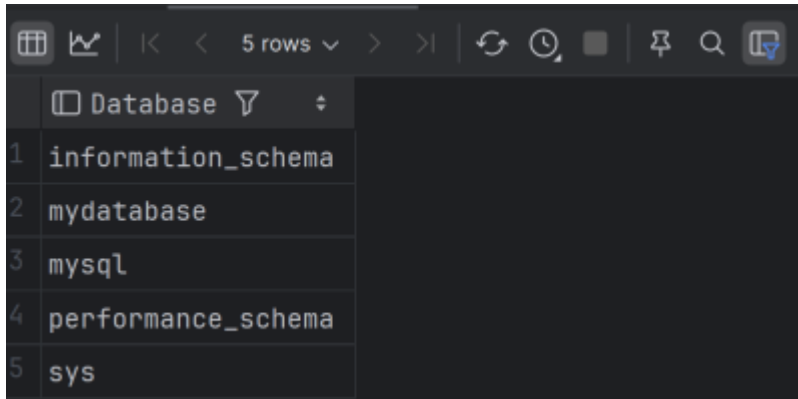 5 rows
Database
1 information_schema
2 mydatabase
3 mysql
4 performance_schema
5 sys